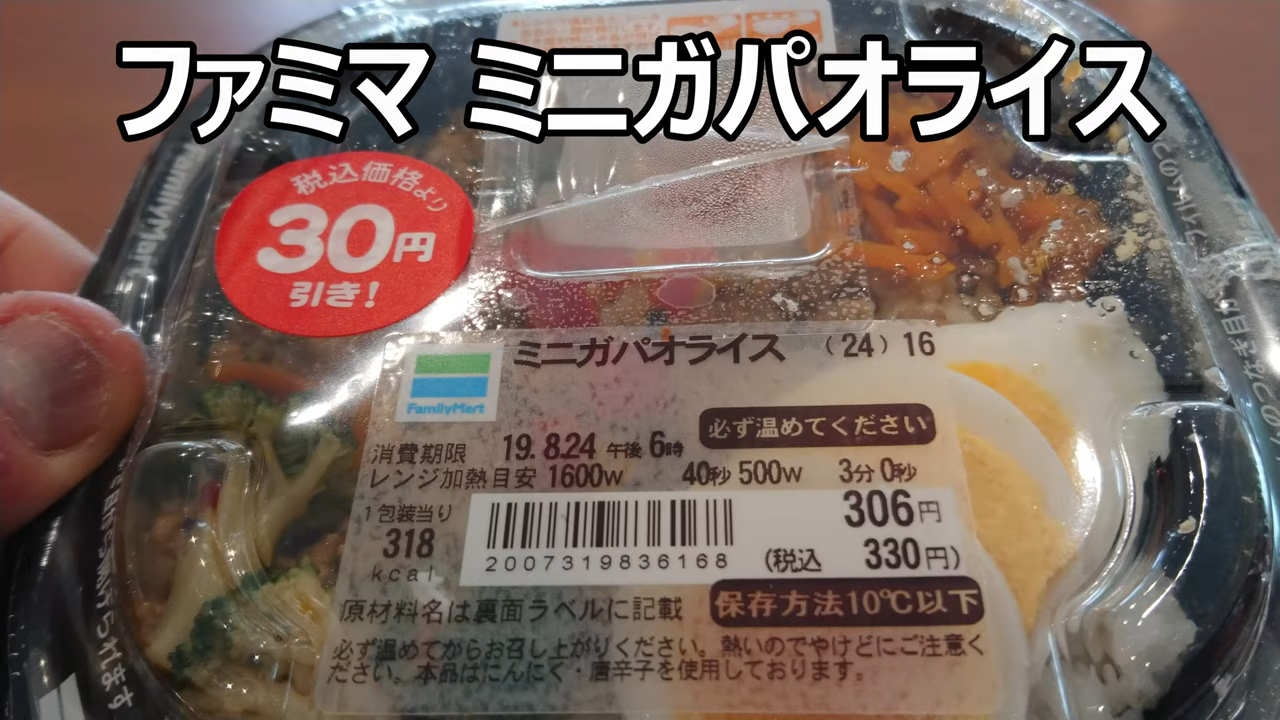 ファミマ ミニガパオライス
税込価格より
30円
引き!
FamilyMart
ミニガパオライス (24) 16
FamilyMart
必ず温めてください
消費期限 19. 8.24 午後 6時
レンジ加熱目安 1600W 40秒 500W 3分 0秒
1包装当り
318
kcal
306円
2007319836168
(税込 330円)
原材料名は裏面ラベルに記載
保存方法10℃以下
必ず温めてからお召し上がりください。熱いのでやけどにご注意く
ださい。本品はにんにく・唐辛子を使用しております。